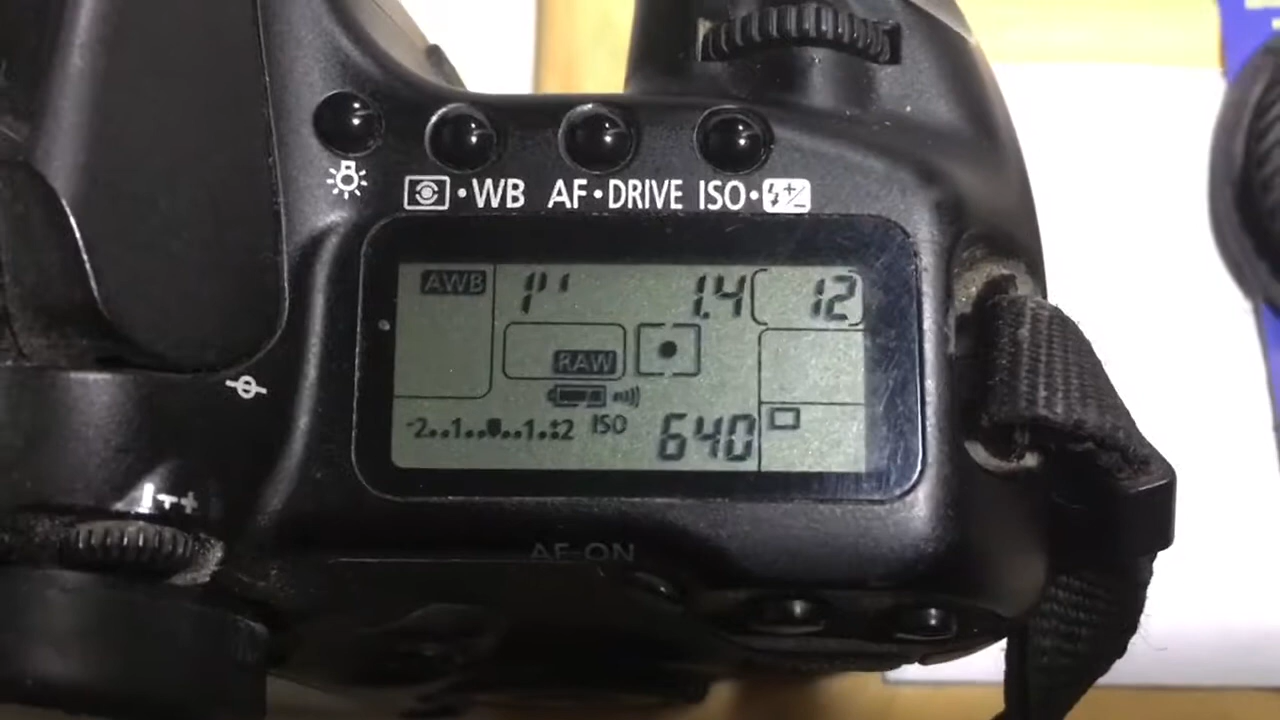 ·WB AF·DRIVE ISO·
AWB 1" 1.4 12
RAW
-2..1..0..1..:2 ISO 640
AF-ON